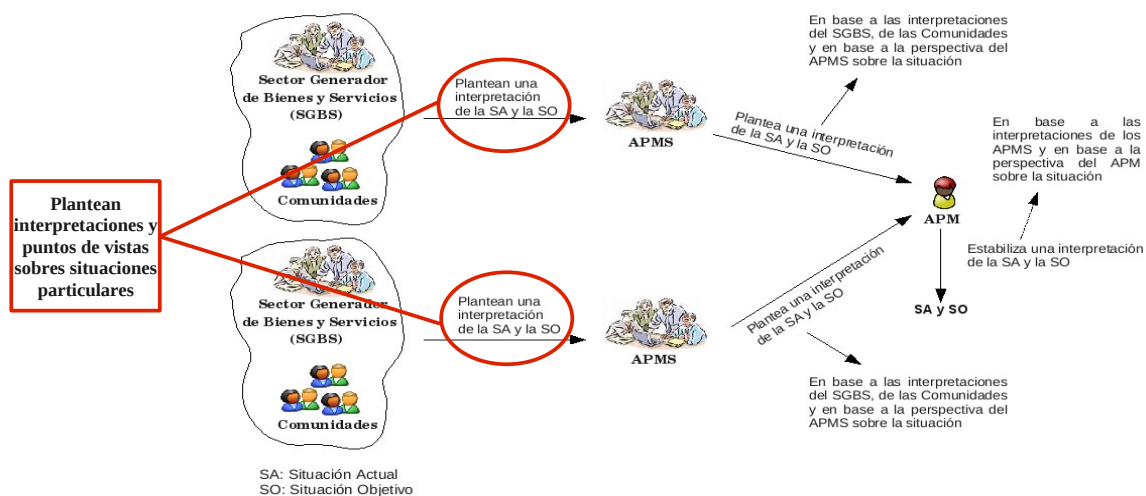 Plantean
interpretaciones y
puntos de vistas
sobres situaciones
particulares
Sector Generador
de Bienes y Servicios
(SGBS)
Comunidades
Plantean una
interpretación
de la SA y la SO
APMS
Plantea una interpretación
de la SA y la SO
En base a las interpretaciones
del SGBS, de las Comunidades
y en base a la perspectiva del
APMS sobre la situación
En base a las
interpretaciones de los
APMS y en base a la
perspectiva del APM
sobre la situación
APM
Estabiliza una interpretación
de la SA y la SO
SA y SO
Sector Generador
de Bienes y Servicios
(SGBS)
Comunidades
Plantean una
interpretación
de la SA y la SO
APMS
Plantea una interpretación
de la SA y la SO
En base a las interpretaciones
del SGBS, de las Comunidades
y en base a la perspectiva del
APMS sobre la situación
SA: Situación Actual
SO: Situación Objetivo